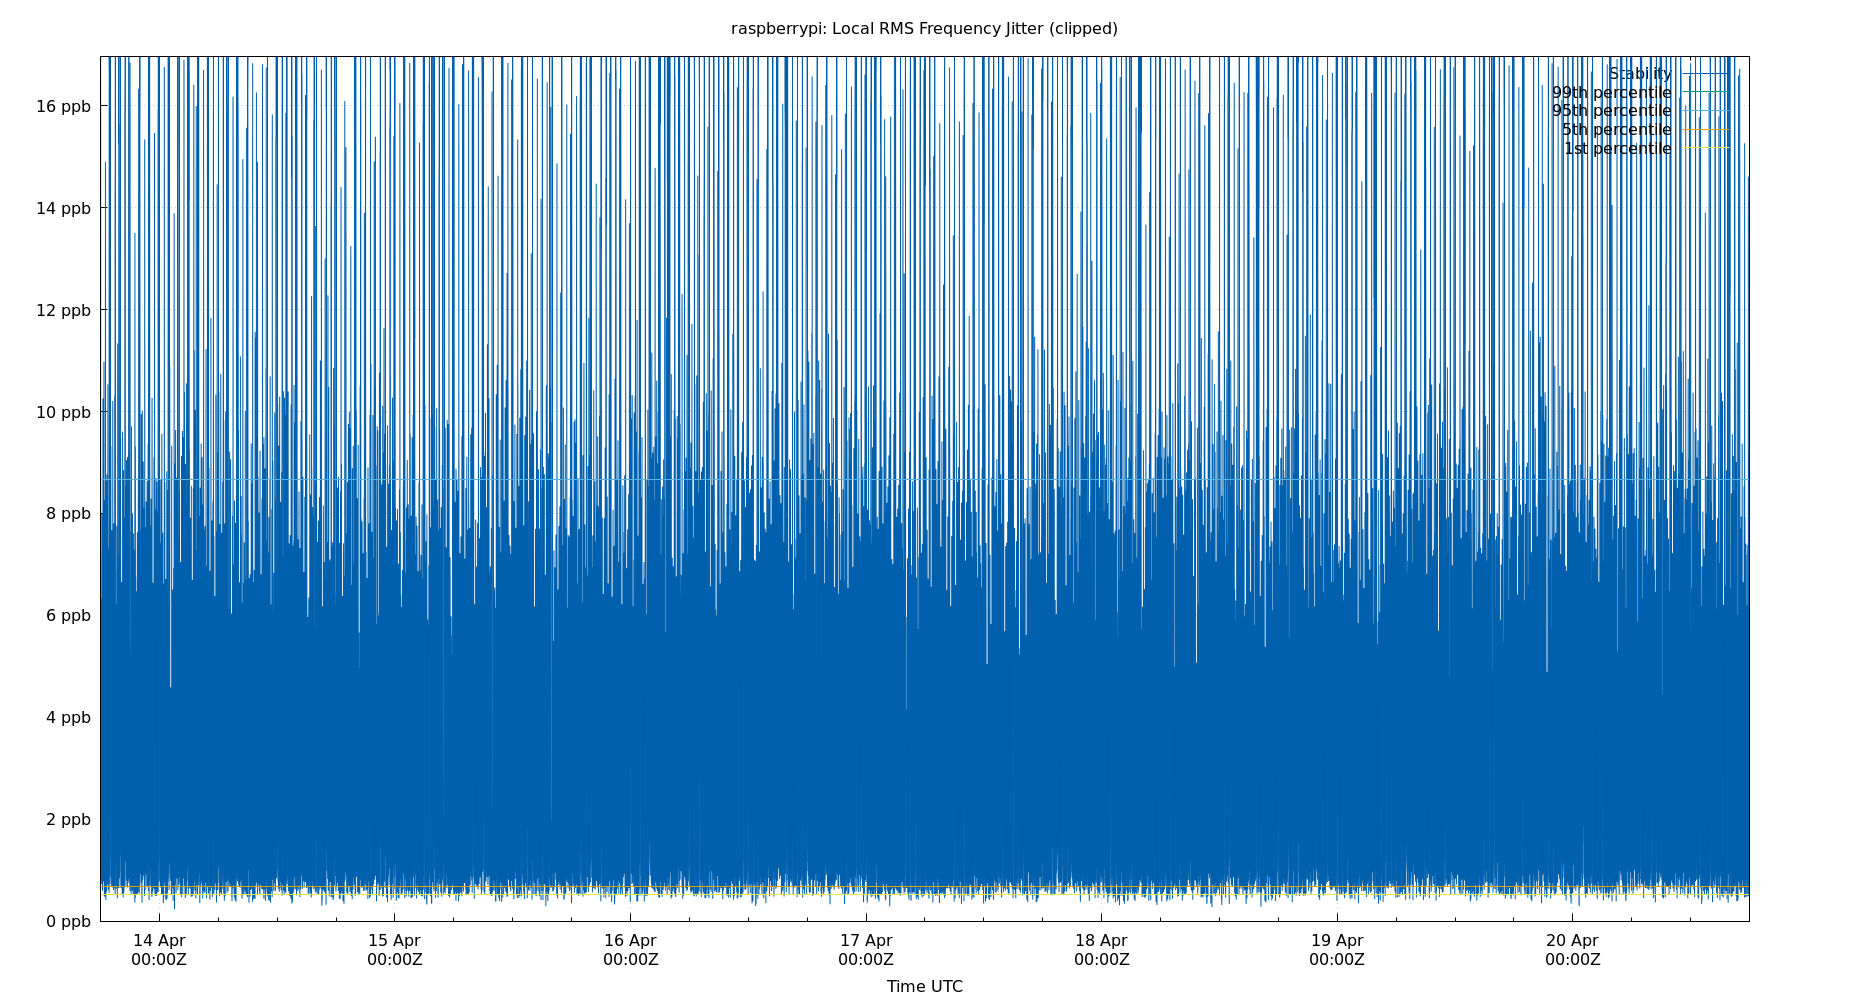 raspberrypi: Local RMS Frequency Jitter (clipped)
Stability
99th percentile
95th percentile
5th percentile
1st percentile
16 ppb
14 ppb
12 ppb
10 ppb
8 ppb
6 ppb
4 ppb
2 ppb
0 ppb
14 Apr 15 Apr 16 Apr 17 Apr 18 Apr 19 Apr 20 Apr
00:00Z 00:00Z 00:00Z 00:00Z 00:00Z 00:00Z 00:00Z
Time UTC